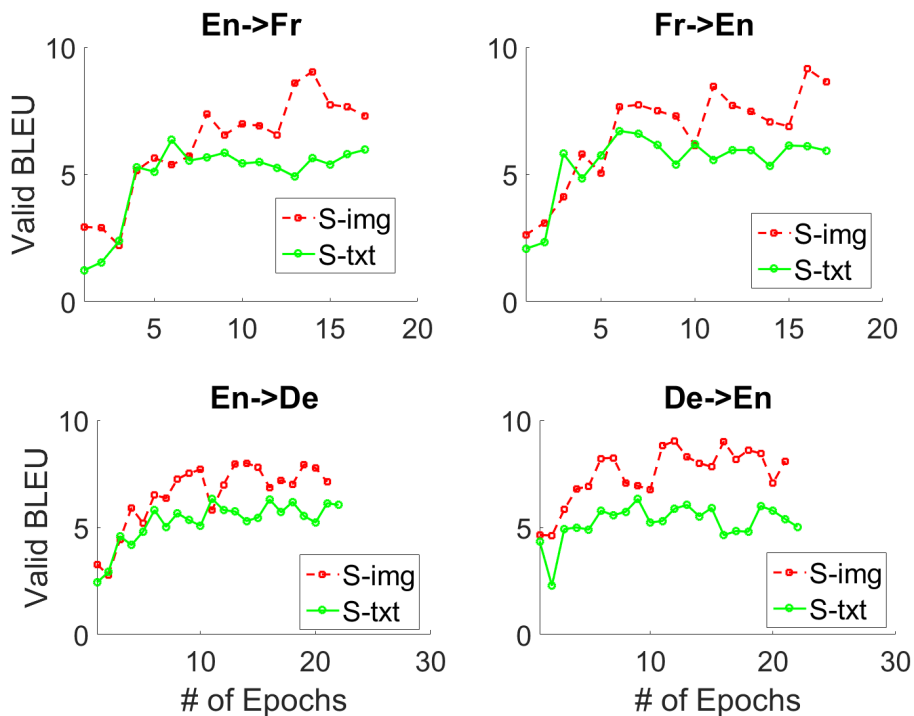 En->Fr
Valid BLEU
10
5
0
5
10
15
20
S-img
S-txt
Fr->En
10
5
0
5
10
15
20
S-img
S-txt
En->De
Valid BLEU
10
5
0
10
20
30
# of Epochs
S-img
S-txt
De->En
10
5
0
10
20
30
# of Epochs
S-img
S-txt